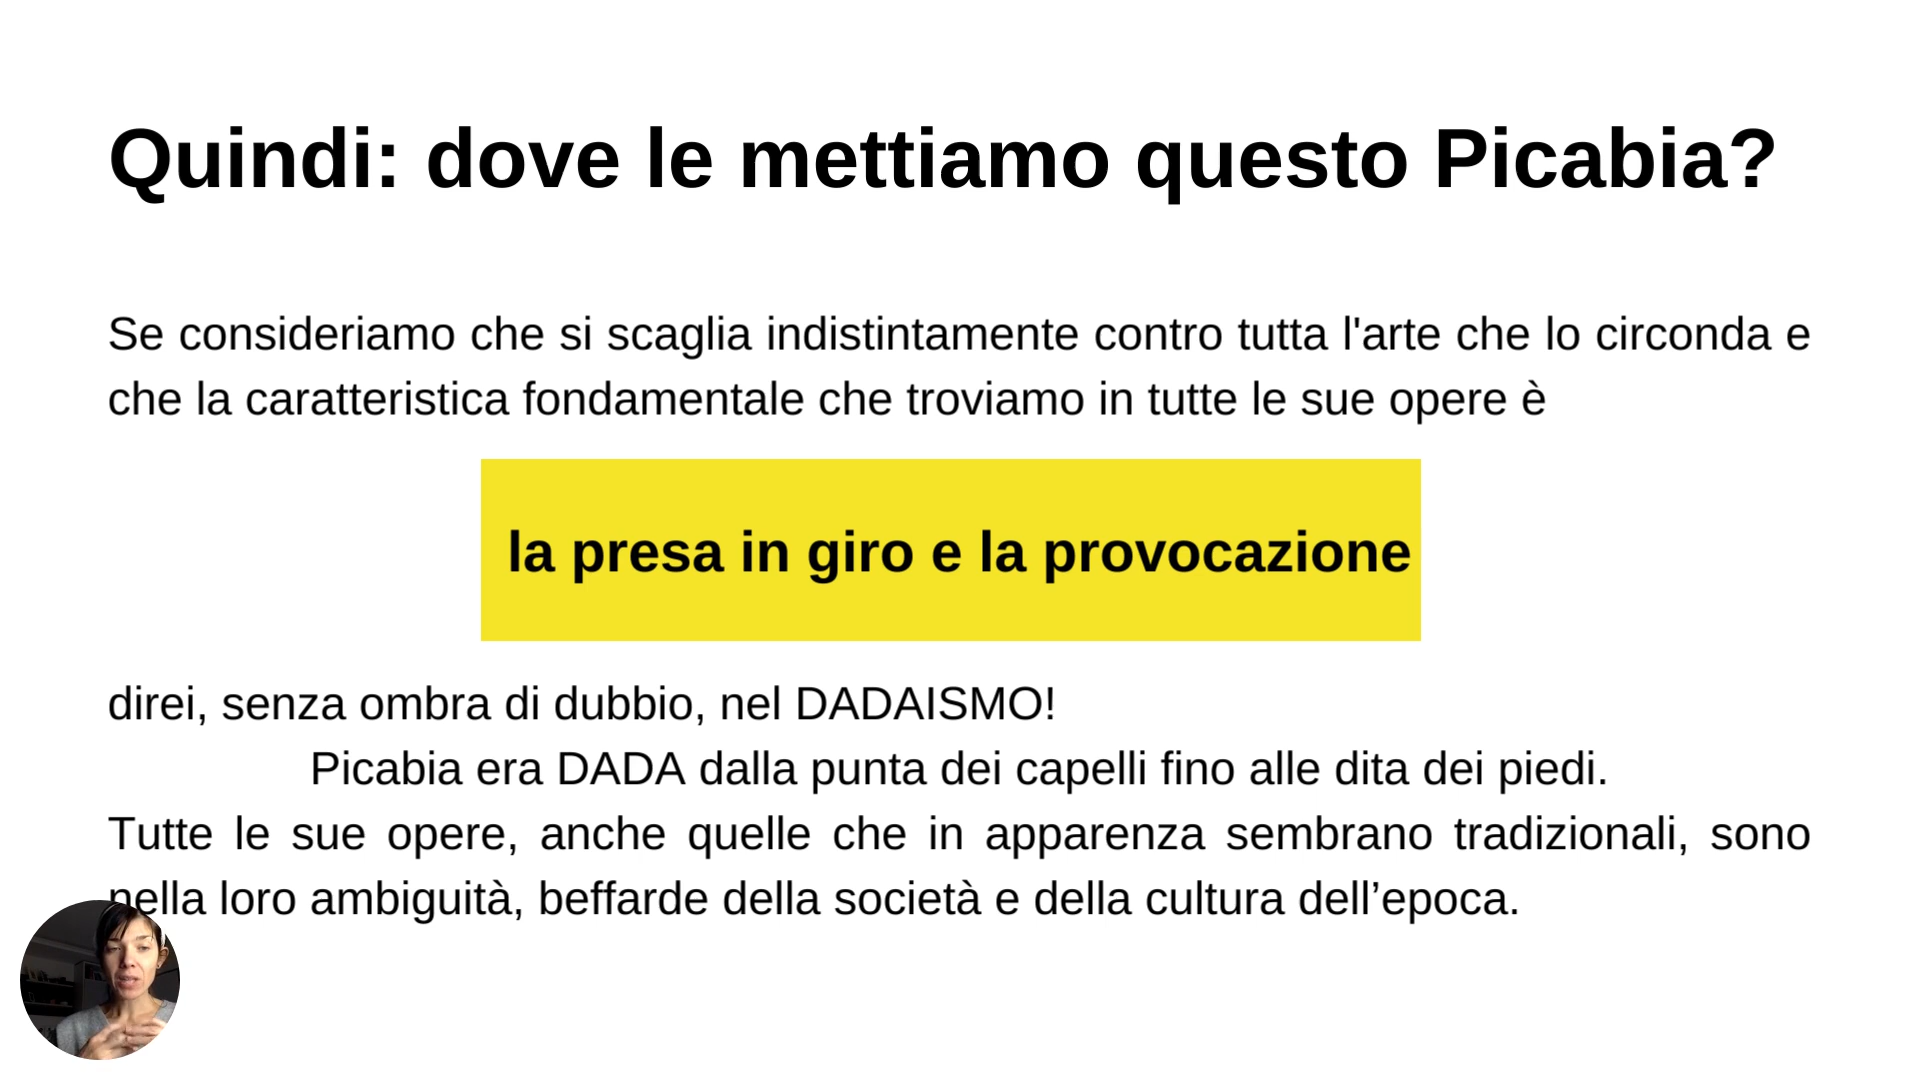 Quindi: dove le mettiamo questo Picabia?
Se consideriamo che si scaglia indistintamente contro tutta l'arte che lo circonda e
che la caratteristica fondamentale che troviamo in tutte le sue opere è
la presa in giro e la provocazione
direi, senza ombra di dubbio, nel DADAISMO!
Picabia era DADA dalla punta dei capelli fino alle dita dei piedi.
Tutte le sue opere, anche quelle che in apparenza sembrano tradizionali, sono
nella loro ambiguità, beffarde della società e della cultura dell’epoca.